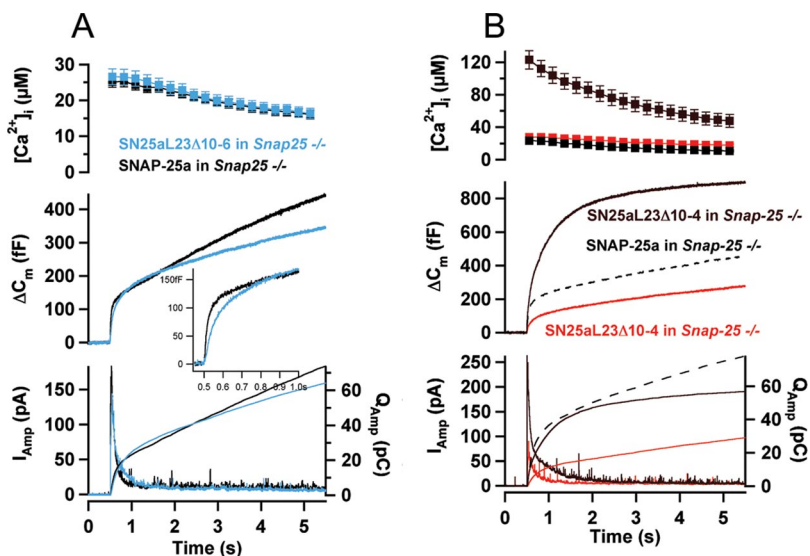 A
[Ca2+]i (µM)
30
20
10
0
SN25aL23Δ10-6 in Snap25 -/-
SNAP-25a in Snap25 -/-
ΔCm (fF)
400
300
200
100
0
150fF
100
50
0
0.5 0.6 0.7 0.8 0.9 1.0s
IAmp (pA)
150
100
50
0
60
40
20
0
QAmp (pC)
0 1 2 3 4 5
Time (s)
B
[Ca2+]i (µM)
120
80
40
0
ΔCm (fF)
800
600
400
200
0
SN25aL23Δ10-4 in Snap-25 -/-
SNAP-25a in Snap-25 -/-
SN25aL23Δ10-4 in Snap-25 -/-
IAmp (pA)
250
200
150
100
50
0
60
40
20
0
QAmp (pC)
0 1 2 3 4 5
Time (s)